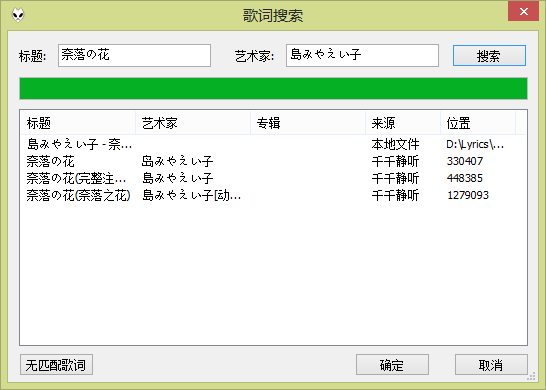 歌词搜索
标题: 奈落の花 艺术家: 島みやえい子 搜索
标题 艺术家 专辑 来源 位置
島みやえい子 - 奈... 本地文件 D:\Lyrics\...
奈落の花 岛みやえい子 千千静听 330407
奈落の花(完整注... 島みやえい子 千千静听 448385
奈落の花(奈落之花) 島みやえい子[动... 千千静听 1279093
无匹配歌词 确定 取消